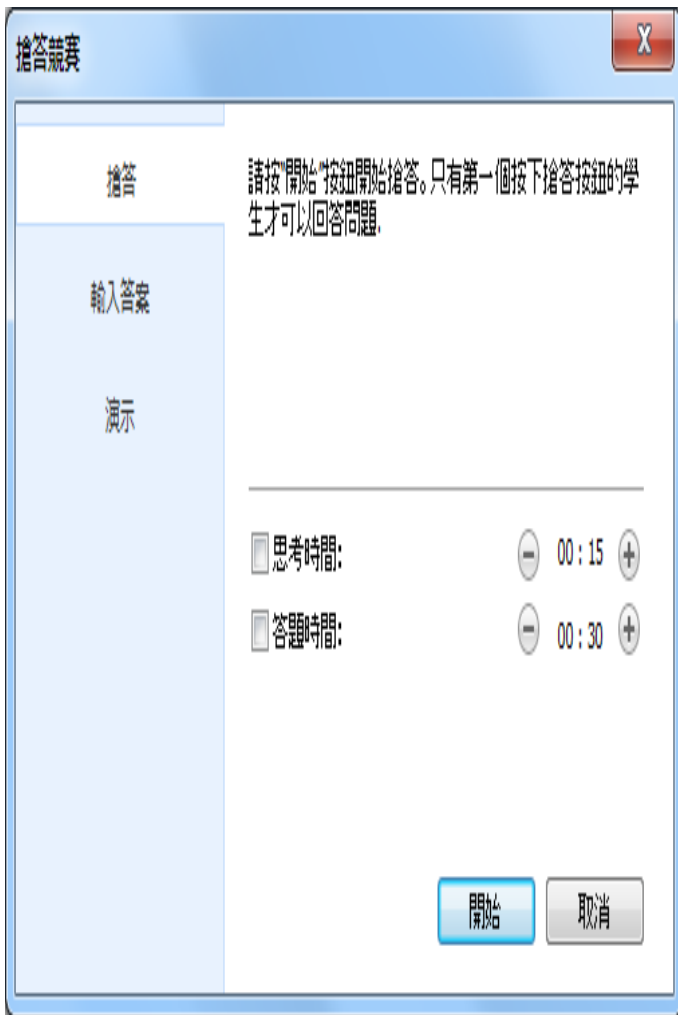 搶答競賽
X
搶答
輸入答案
演示
請按"開始"按鈕開始搶答。只有第一個按下搶答按鈕的學
生才可以回答問題.
思考時間: 00 : 15
答題時間: 00 : 30
開始 取消